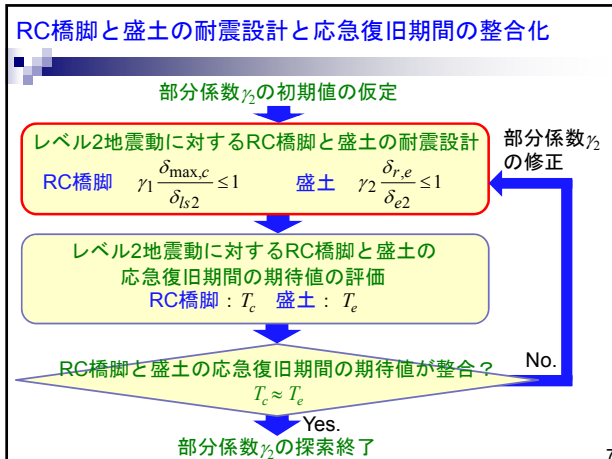 RC橋脚と盛土の耐震設計と応急復旧期間の整合化
部分係数γ2の初期値の仮定
レベル2地震動に対するRC橋脚と盛土の耐震設計
RC橋脚 γ1 δmax,c / δls2 ≤ 1 盛土 γ2 δr,e / δe2 ≤ 1
部分係数γ2
の修正
レベル2地震動に対するRC橋脚と盛土の
応急復旧期間の期待値の評価
RC橋脚：Tc 盛土：Te
RC橋脚と盛土の応急復旧期間の期待値が整合？
Tc ≈ Te
No.
Yes.
部分係数γ2の探索終了
7